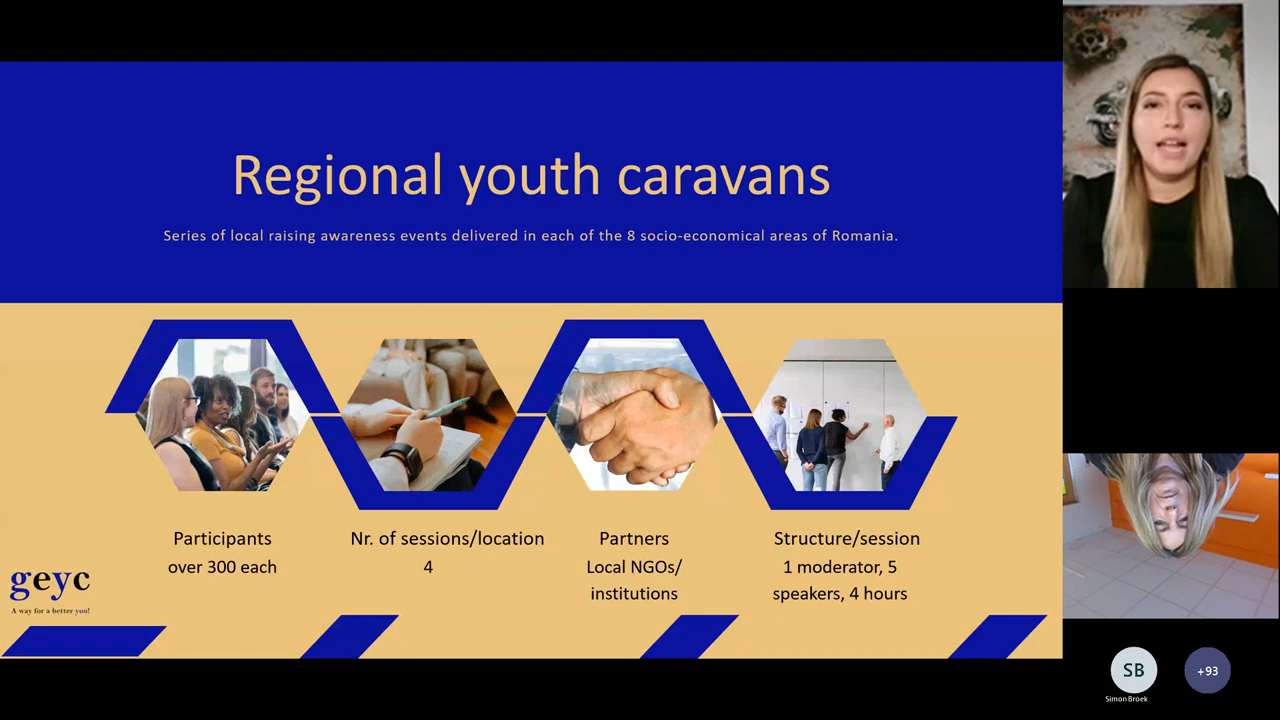 Regional youth caravans
Series of local raising awareness events delivered in each of the 8 socio-economical areas of Romania.
Participants
over 300 each
Nr. of sessions/location
4
Partners
Local NGOs/
institutions
Structure/session
1 moderator, 5
speakers, 4 hours
geyc
A way for a better you!
SB
Simon Broek
+93